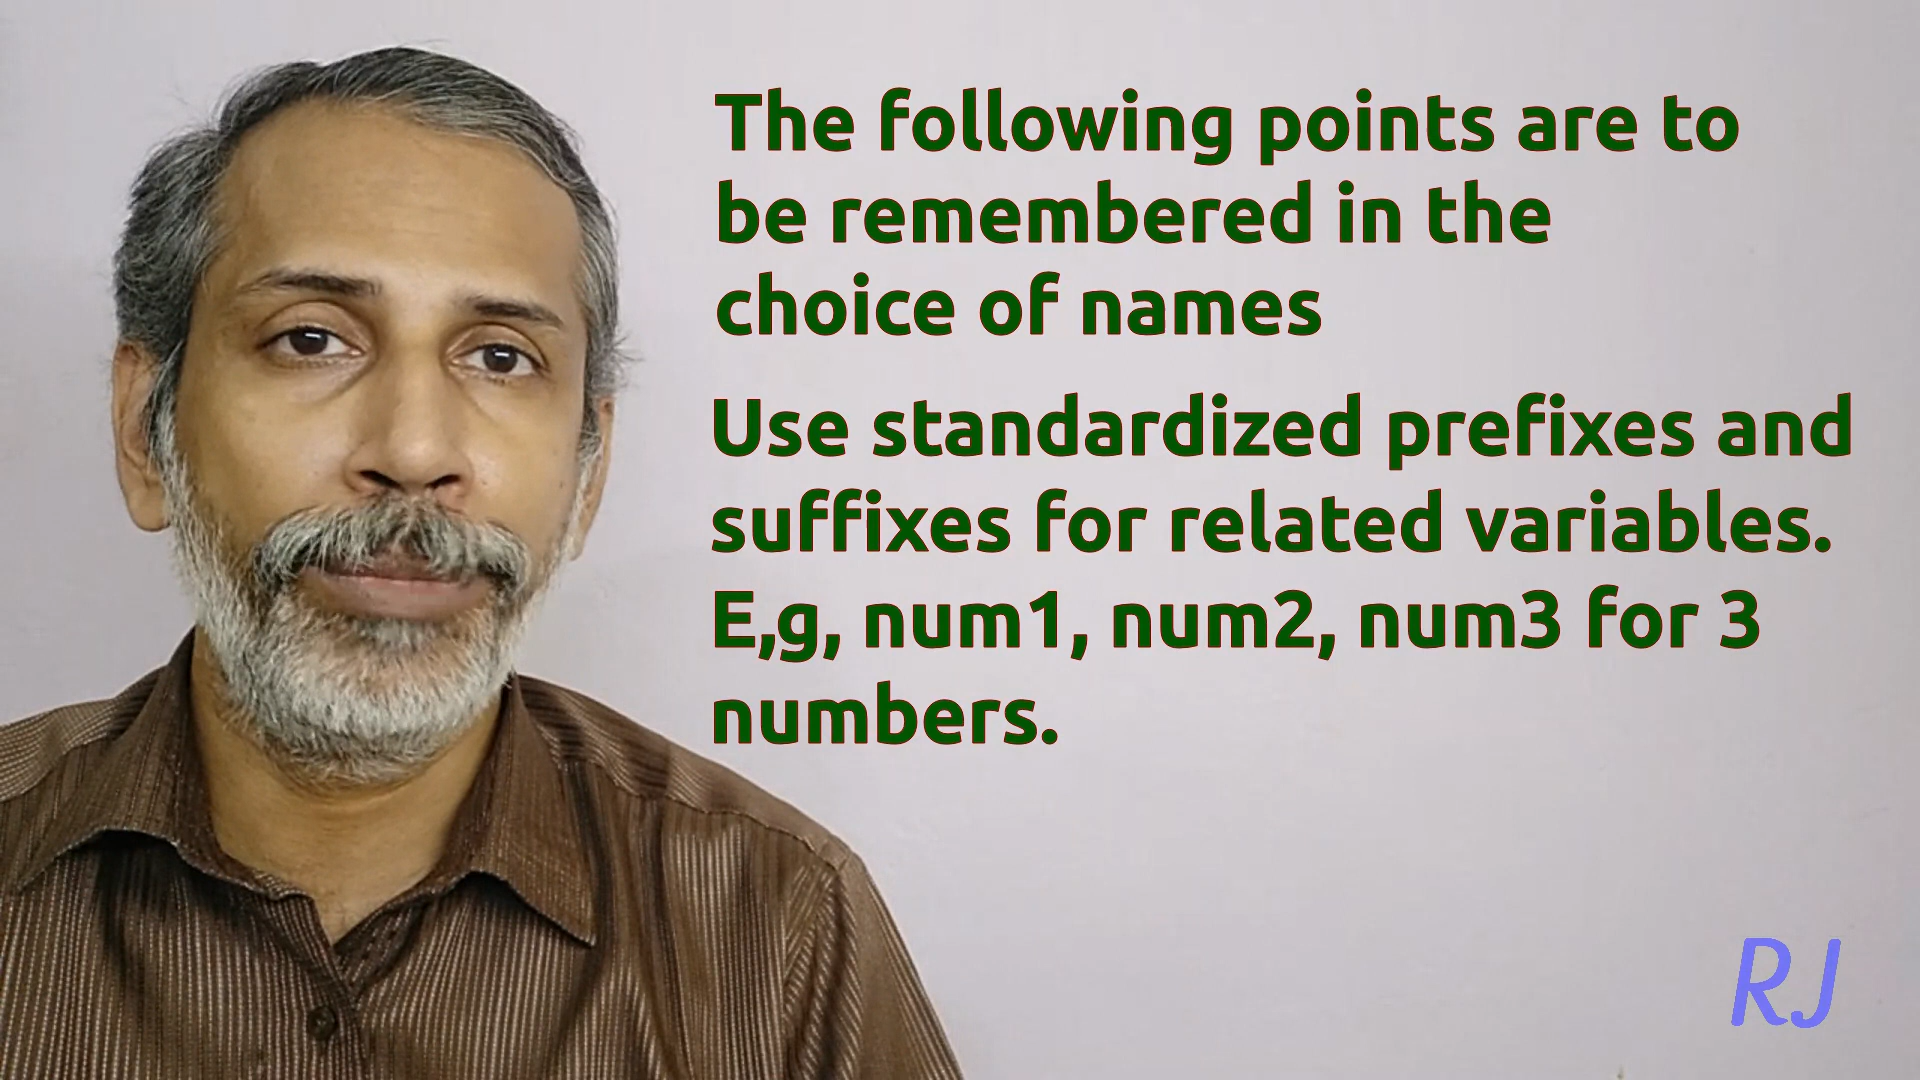 The following points are to
be remembered in the
choice of names
Use standardized prefixes and
suffixes for related variables.
E,g, num1, num2, num3 for 3
numbers.
RJ